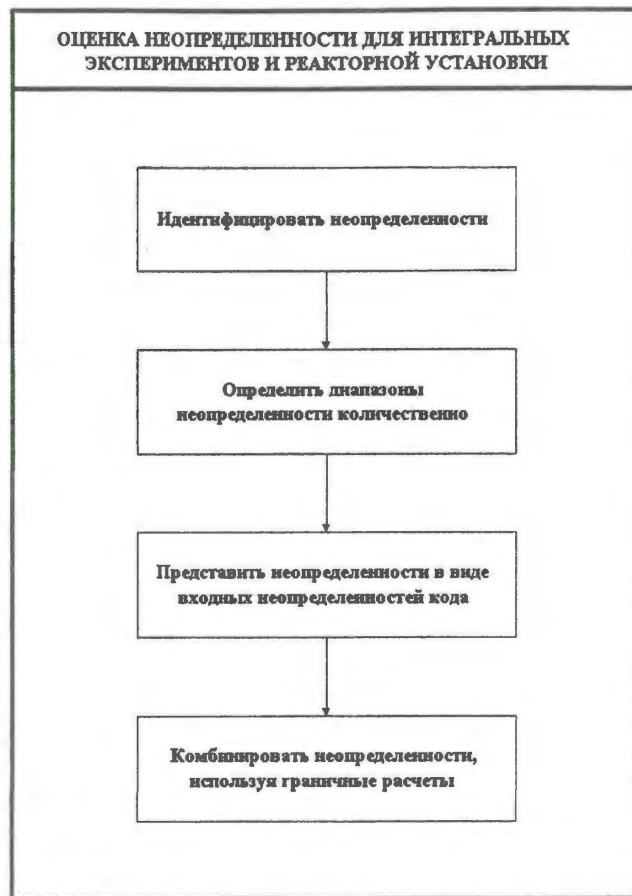 ОЦЕНКА НЕОПРЕДЕЛЕННОСТИ ДЛЯ ИНТЕГРАЛЬНЫХ
ЭКСПЕРИМЕНТОВ И РЕАКТОРНОЙ УСТАНОВКИ
Идентифицировать неопределенности
Определить диапазоны
неопределенности количественно
Представить неопределенности в виде
входных неопределенностей кода
Комбинировать неопределенности,
используя граничные расчеты